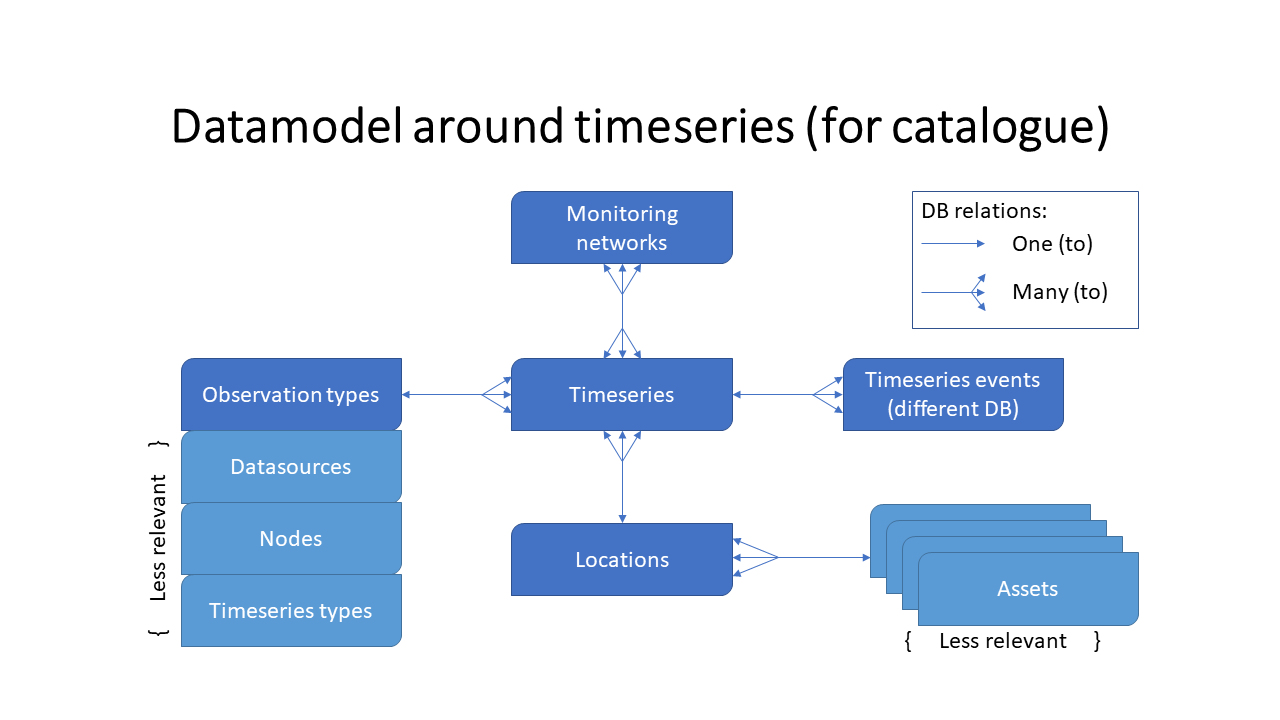 Datamodel around timeseries (for catalogue)
Monitoring
networks
DB relations:
One (to)
Many (to)
Observation types
Timeseries
Timeseries events
(different DB)
Datasources
Nodes
Timeseries types
{ Less relevant }
Locations
Assets
{ Less relevant }